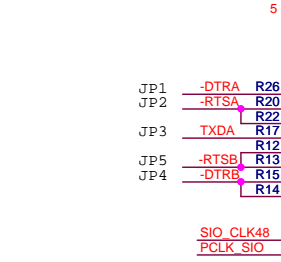 5
JP1 -DTRA R26
JP2 -RTSA R20
R22
JP3 TXDA R17
R12
JP5 -RTSB R13
JP4 -DTRB R15
R14
SIO_CLK48
PCLK_SIO